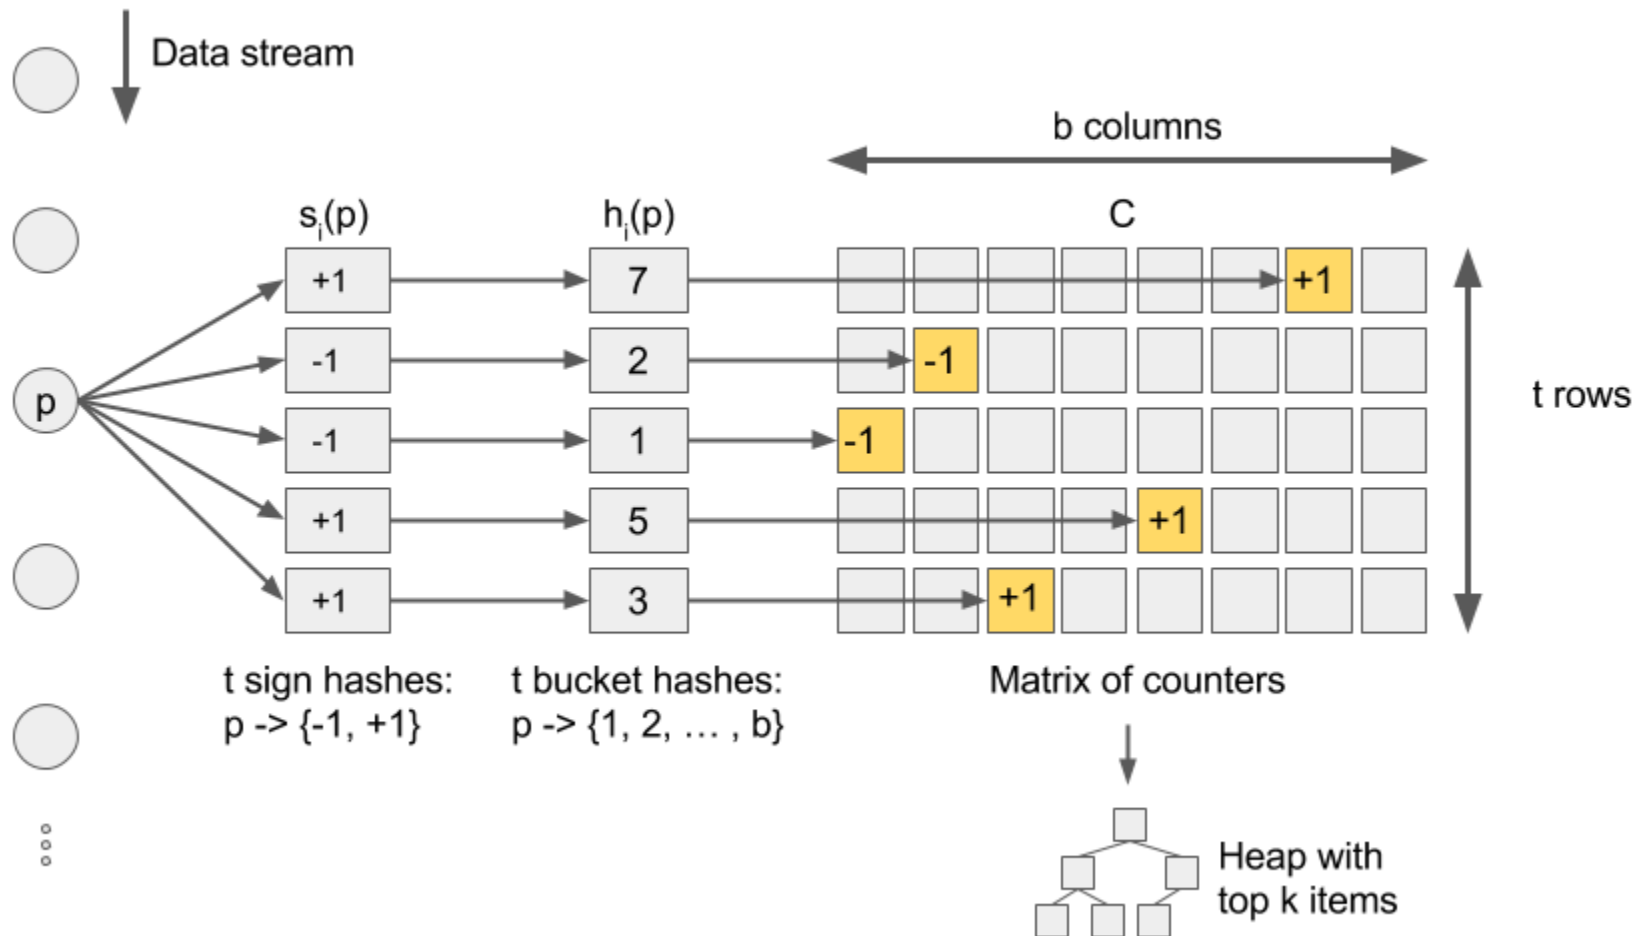 Data stream
b columns
s_i(p)
h_i(p)
C
+1
7
+1
-1
2
-1
p
t rows
-1
1
-1
+1
5
+1
+1
3
+1
t sign hashes:
p -> {-1, +1}
t bucket hashes:
p -> {1, 2, … , b}
Matrix of counters
Heap with
top k items